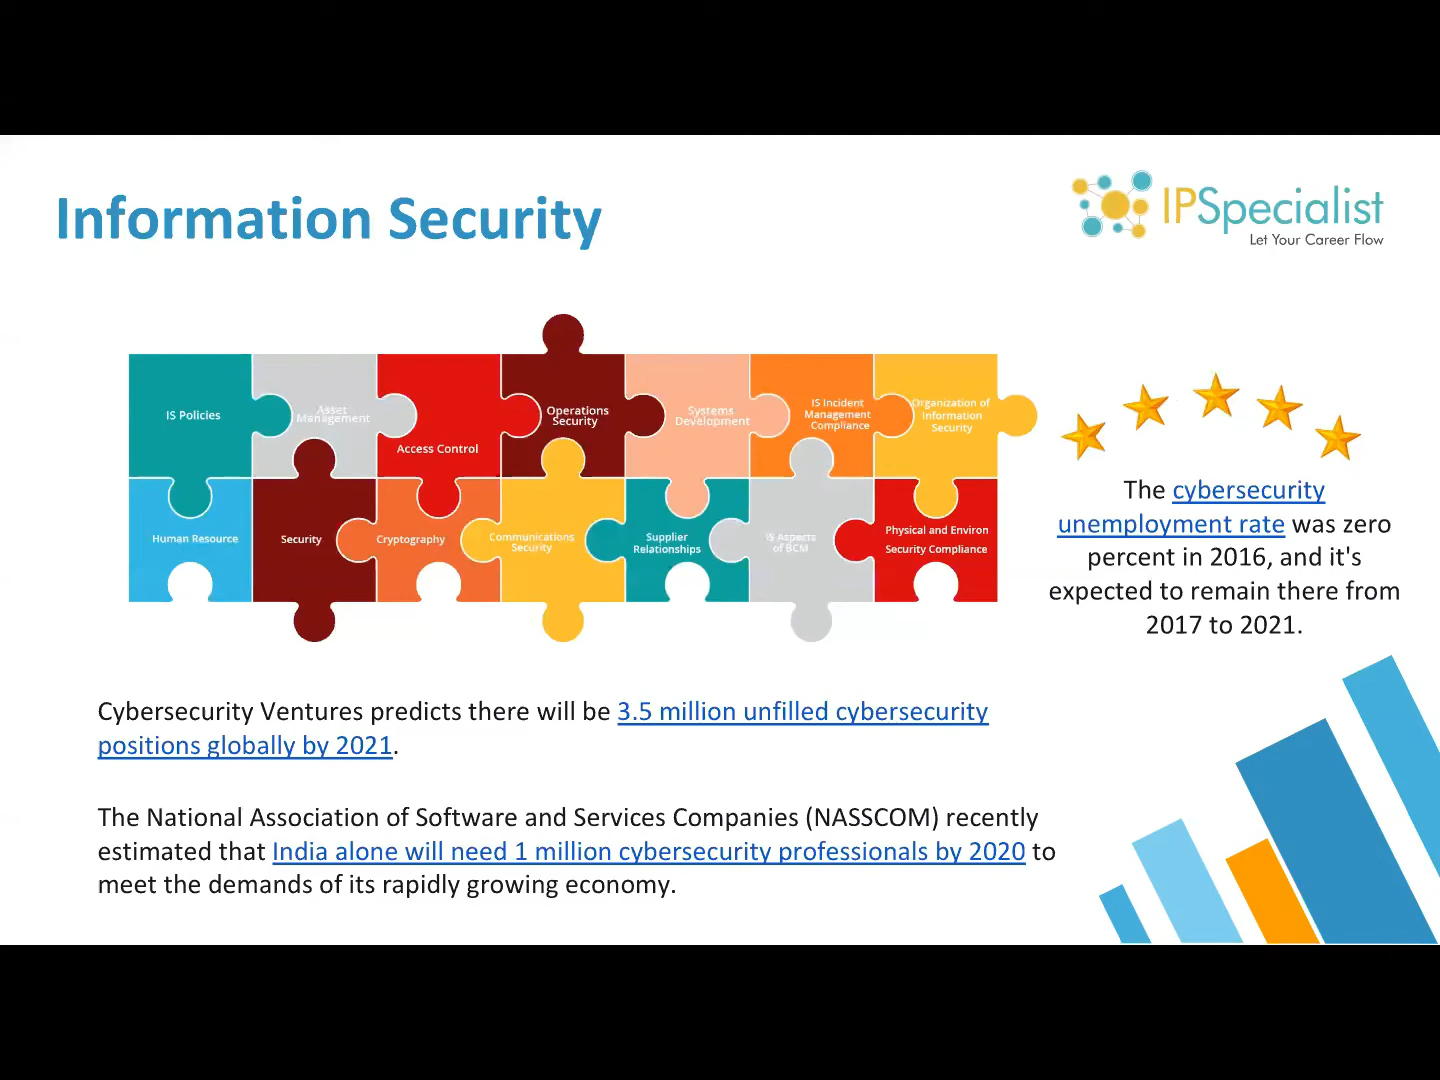 Information Security
IPSpecialist
Let Your Career Flow
IS Policies
Asset
Management
Access Control
Operations
Security
Systems
Development
IS Incident
Management
Compliance
Organization of
Information
Security
Human Resource
Security
Cryptography
Communications
Security
Supplier
Relationships
IS Aspects
of BCM
Physical and Environ
Security Compliance
The cybersecurity
unemployment rate was zero
percent in 2016, and it's
expected to remain there from
2017 to 2021.
Cybersecurity Ventures predicts there will be 3.5 million unfilled cybersecurity
positions globally by 2021.
The National Association of Software and Services Companies (NASSCOM) recently
estimated that India alone will need 1 million cybersecurity professionals by 2020 to
meet the demands of its rapidly growing economy.